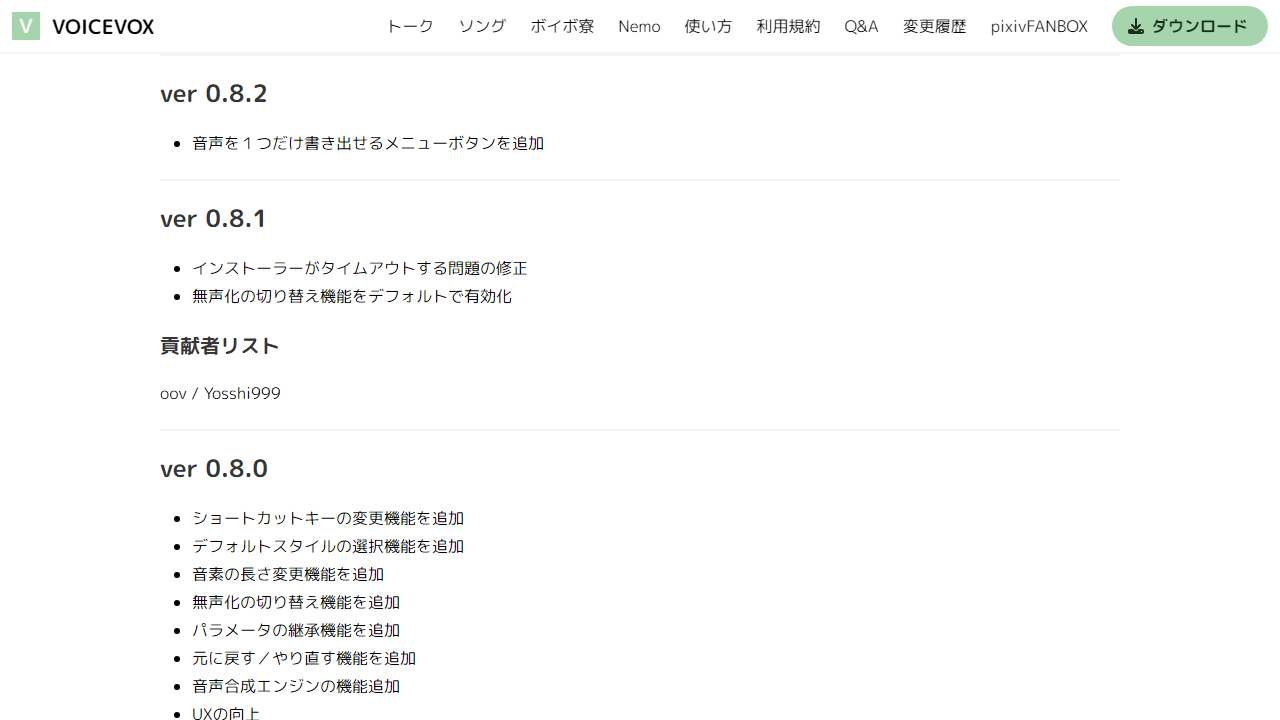 VOICEVOX トーク ソング ボイボ寮 Nemo 使い方 利用規約 Q&A 変更履歴 pixivFANBOX ダウンロード
ver 0.8.2
音声を１つだけ書き出せるメニューボタンを追加
ver 0.8.1
インストーラーがタイムアウトする問題の修正
無声化の切り替え機能をデフォルトで有効化
貢献者リスト
oov / Yosshi999
ver 0.8.0
ショートカットキーの変更機能を追加
デフォルトスタイルの選択機能を追加
音素の長さ変更機能を追加
無声化の切り替え機能を追加
パラメータの継承機能を追加
元に戻す／やり直す機能を追加
音声合成エンジンの機能追加
UXの向上